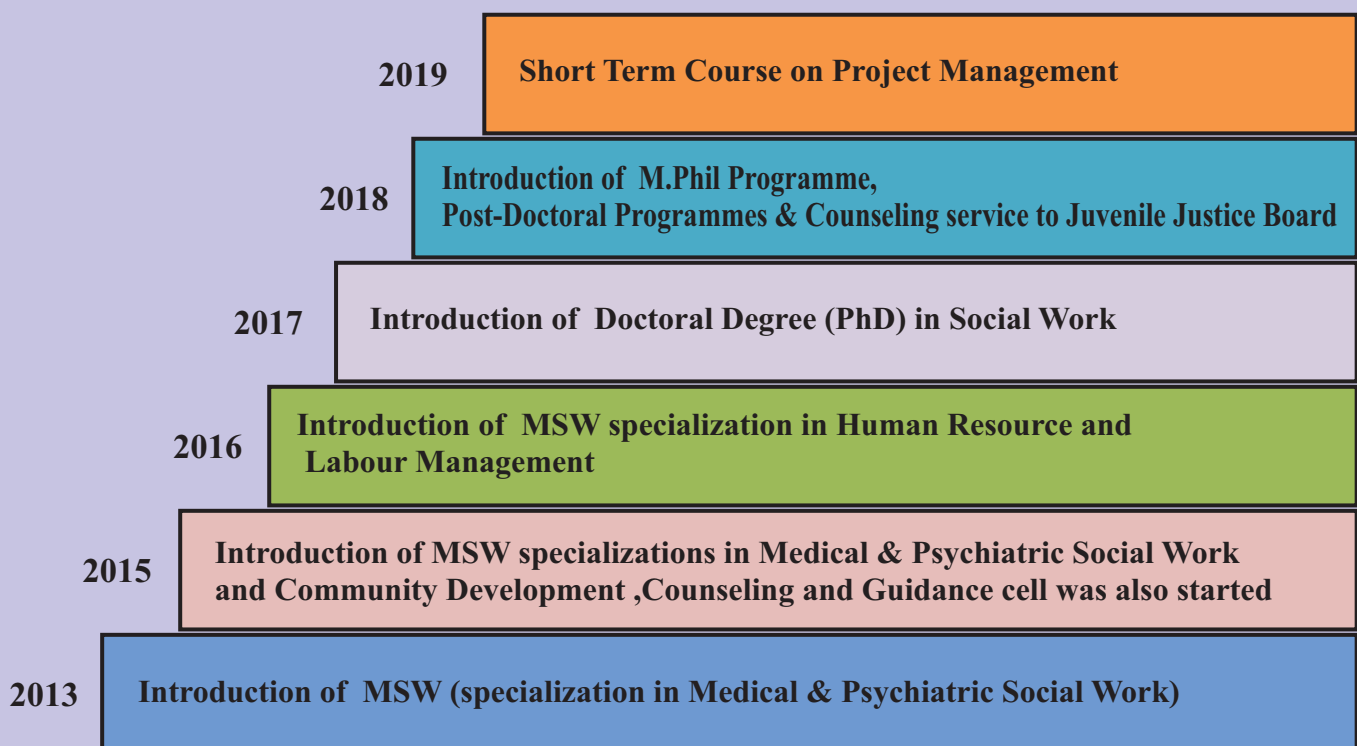 2019
Short Term Course on Project Management
2018
Introduction of M.Phil Programme,
Post-Doctoral Programmes & Counseling service to Juvenile Justice Board
2017
Introduction of Doctoral Degree (PhD) in Social Work
2016
Introduction of MSW specialization in Human Resource and
Labour Management
2015
Introduction of MSW specializations in Medical & Psychiatric Social Work
and Community Development ,Counseling and Guidance cell was also started
2013
Introduction of MSW (specialization in Medical & Psychiatric Social Work)